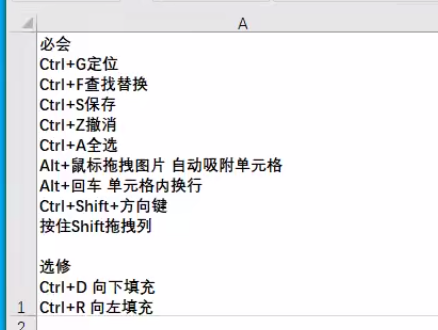 A
必会
Ctrl+G定位
Ctrl+F查找替换
Ctrl+S保存
Ctrl+Z撤消
Ctrl+A全选
Alt+鼠标拖拽图片 自动吸附单元格
Alt+回车 单元格内换行
Ctrl+Shift+方向键
按住Shift拖拽列
选修
Ctrl+D 向下填充
1 Ctrl+R 向左填充
2